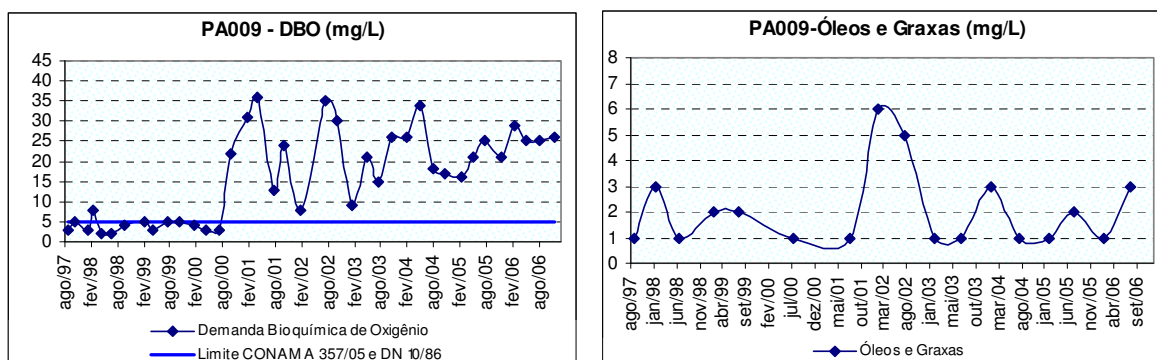 PA009 - DBO (mg/L)
45
40
35
30
25
20
15
10
5
0
ago/97
fev/98
ago/98
fev/99
ago/99
fev/00
ago/00
fev/01
ago/01
fev/02
ago/02
fev/03
ago/03
fev/04
ago/04
fev/05
ago/05
fev/06
ago/06
Demanda Bioquímica de Oxigênio
Limite CONAMA 357/05 e DN 10/86
PA009-Óleos e Graxas (mg/L)
8
7
6
5
4
3
2
1
0
ago/97
jan/98
jun/98
nov/98
abr/99
set/99
fev/00
jul/00
dez/00
mai/01
out/01
mar/02
ago/02
jan/03
mai/03
out/03
mar/04
ago/04
jan/05
jun/05
nov/05
abr/06
set/06
Óleos e Graxas